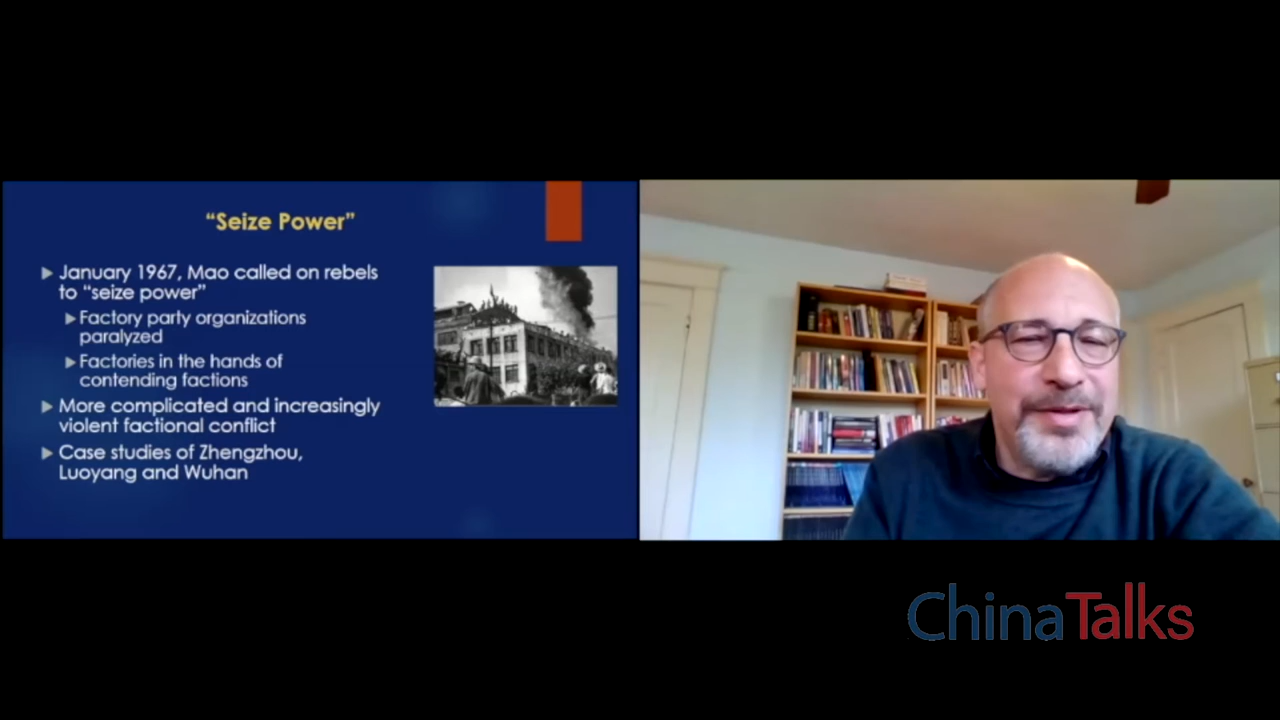 “Seize Power”
January 1967, Mao called on rebels
to “seize power”
Factory party organizations
paralyzed
Factories in the hands of
contending factions
More complicated and increasingly
violent factional conflict
Case studies of Zhengzhou,
Luoyang and Wuhan
ChinaTalks